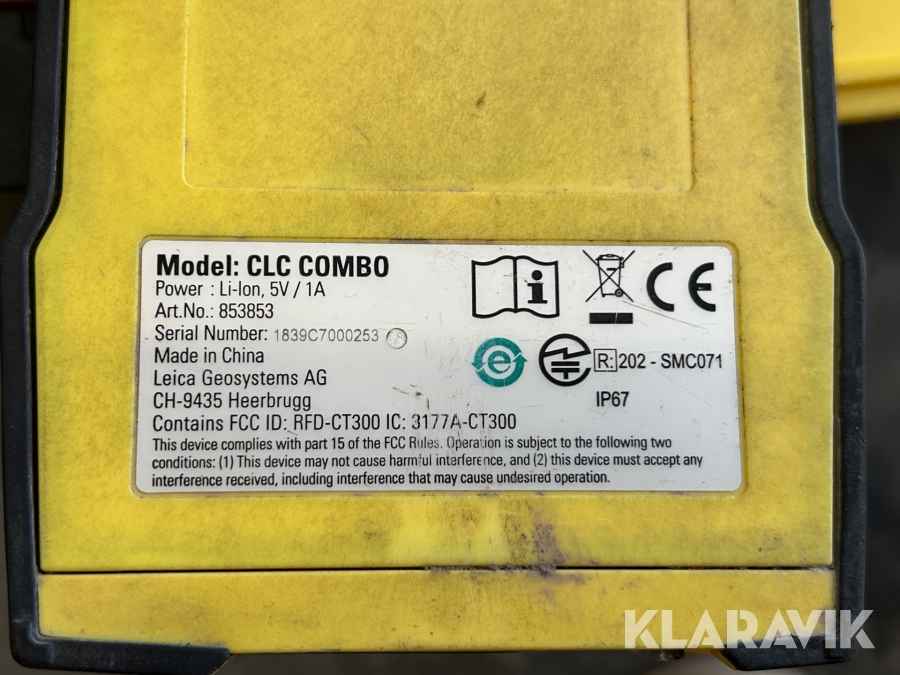 Model: CLC COMBO
Power : Li-Ion, 5V / 1A
Art.No.: 853853
Serial Number: 1839C7000253
Made in China
Leica Geosystems AG
CH-9435 Heerbrugg
Contains FCC ID: RFD-CT300 IC: 3177A-CT300
This device complies with part 15 of the FCC Rules. Operation is subject to the following two
conditions: (1) This device may not cause harmful interference, and (2) this device must accept any
interference received, including interference that may cause undesired operation.
i
CE
e
R: 202 - SMC071
IP67
KLARAVIK